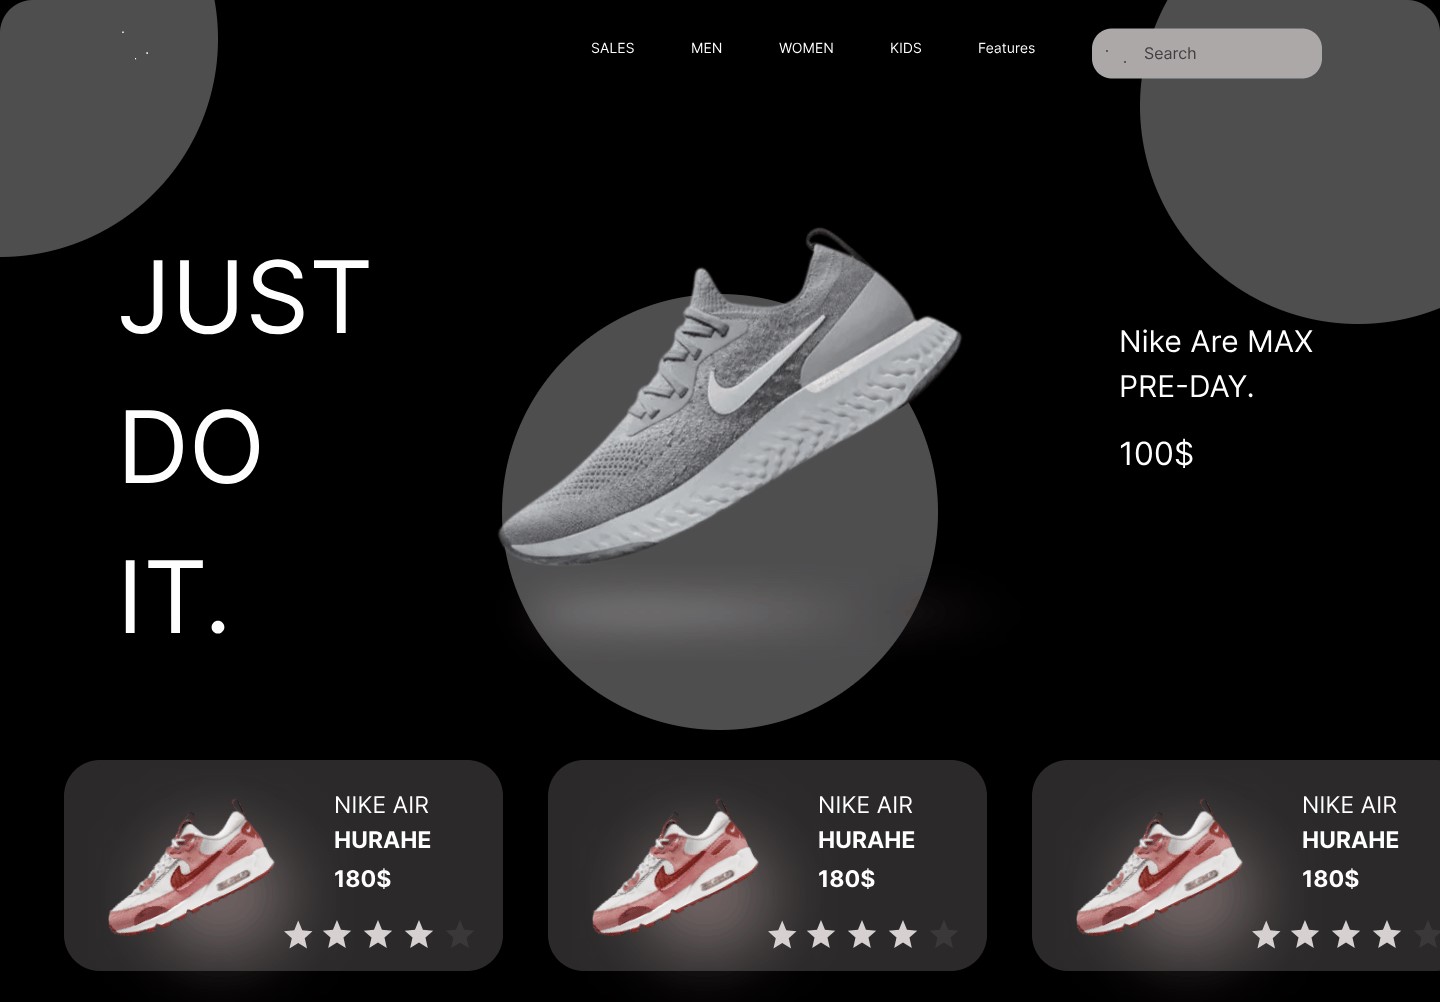 SALES MEN WOMEN KIDS Features Search
JUST
DO
IT.
Nike Are MAX
PRE-DAY.
100$
NIKE AIR
HURAHE
180$
NIKE AIR
HURAHE
180$
NIKE AIR
HURAHE
180$